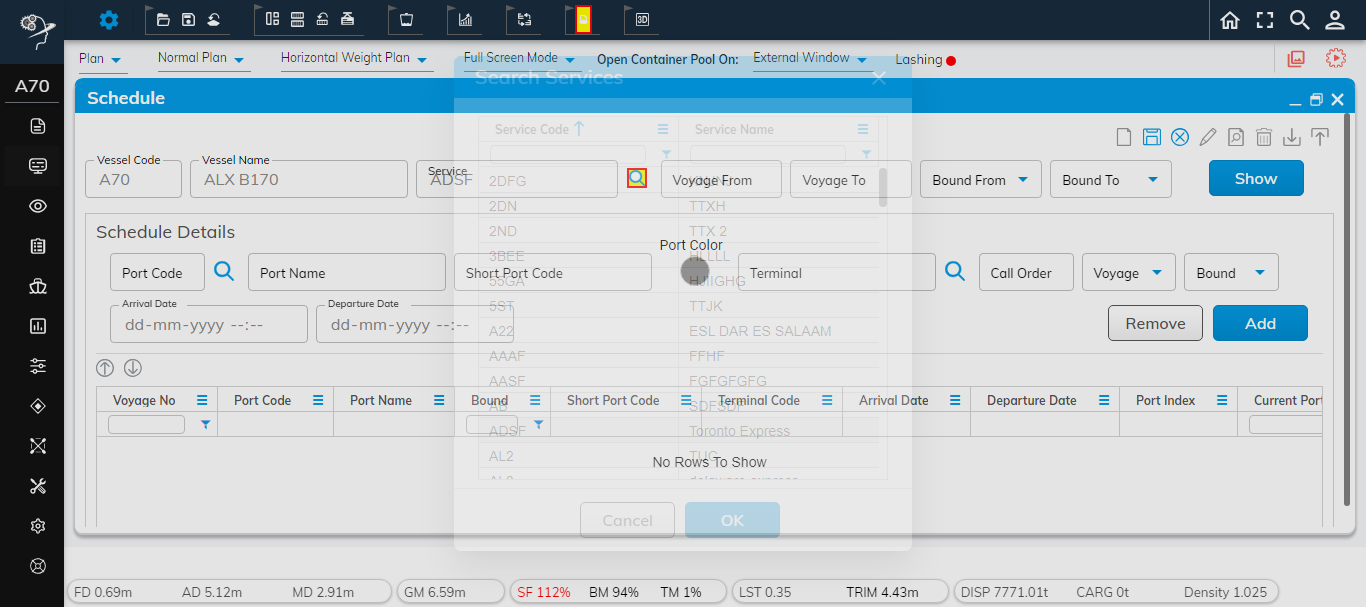 3D
Plan
Normal Plan
Horizontal Weight Plan
Full Screen Mode
Open Container Pool On:
External Window
Lashing
A70
Schedule
Search Services
Service Code
Service Name
Vessel Code
A70
Vessel Name
ALX B170
Service
ADSF
Voyage From
Voyage To
Bound From
Bound To
Show
2DFG
2DN
TTXH
2ND
TTX 2
Schedule Details
Port Color
3BEE
HLLLL
Port Code
Port Name
Short Port Code
Terminal
Call Order
Voyage
Bound
55GA
HJIIGHG
Arrival Date
dd-mm-yyyy --:--
Departure Date
dd-mm-yyyy --:--
5ST
TTJK
Remove
Add
A22
ESL DAR ES SALAAM
AAAF
FFHF
AASF
FGFGFGFG
Voyage No
Port Code
Port Name
Bound
Short Port Code
Terminal Code
Arrival Date
Departure Date
Port Index
Current Port
AB
SDFSDF
ADSF
Toronto Express
AL2
TUG
No Rows To Show
delaware express
Cancel
OK
FD 0.69m
AD 5.12m
MD 2.91m
GM 6.59m
SF 112%
BM 94%
TM 1%
LST 0.35
TRIM 4.43m
DISP 7771.01t
CARG 0t
Density 1.025